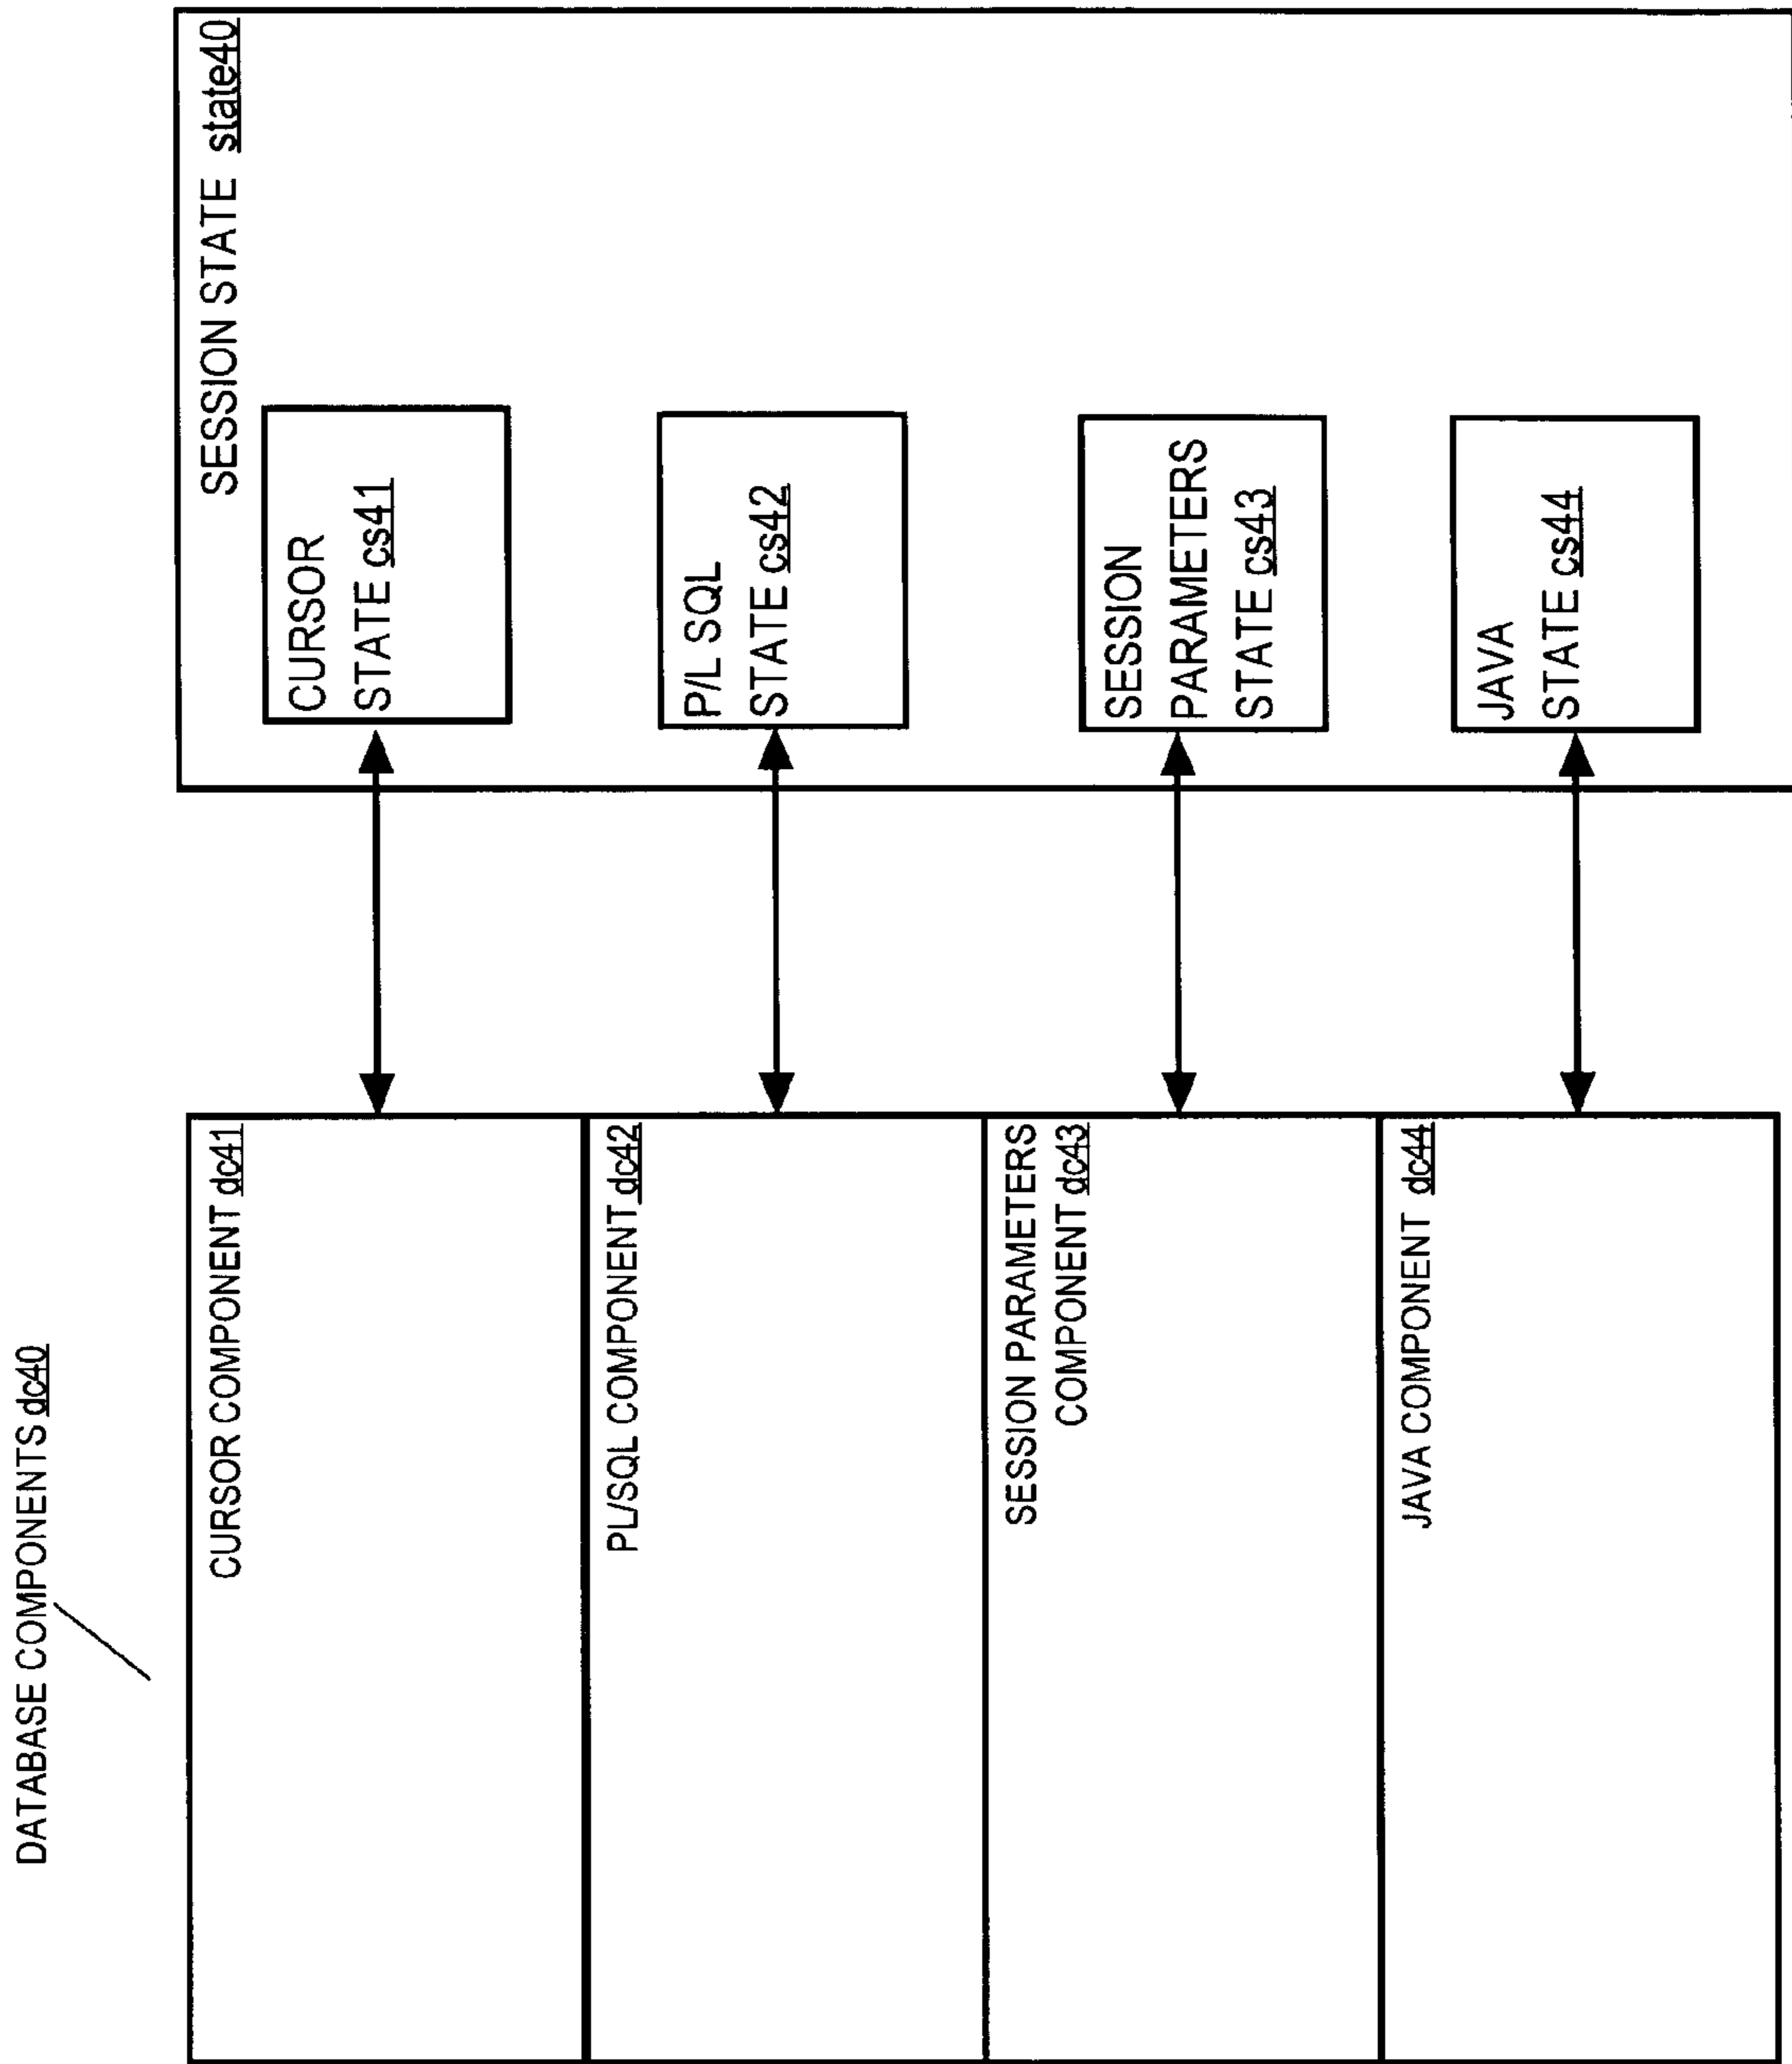 DATABASE COMPONENTS dc40
CURSOR COMPONENT dc41
PL/SQL COMPONENT dc42
SESSION PARAMETERS
COMPONENT dc43
JAVA COMPONENT dc44
SESSION STATE state40
CURSOR
STATE cs41
P/L SQL
STATE cs42
SESSION
PARAMETERS
STATE cs43
JAVA
STATE cs44